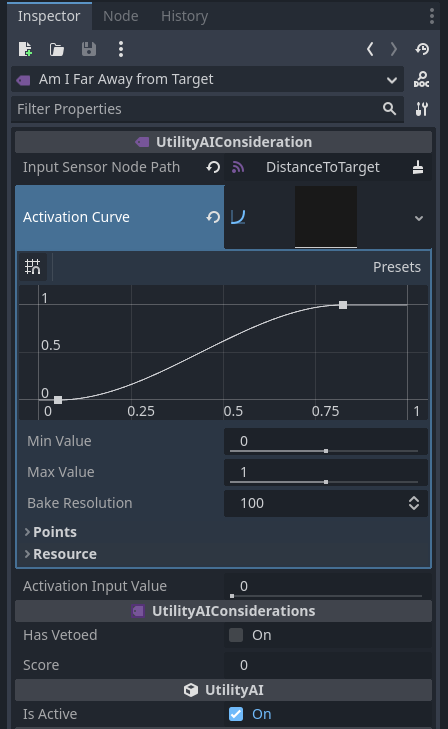 Inspector Node History
Am I Far Away from Target
DOC
Filter Properties
UtilityAIConsideration
Input Sensor Node Path DistanceToTarget
Activation Curve
Presets
1
0.5
0
0 0.25 0.5 0.75 1
Min Value 0
Max Value 1
Bake Resolution 100
Points
Resource
Activation Input Value 0
UtilityAIConsiderations
Has Vetoed On
Score 0
UtilityAI
Is Active On